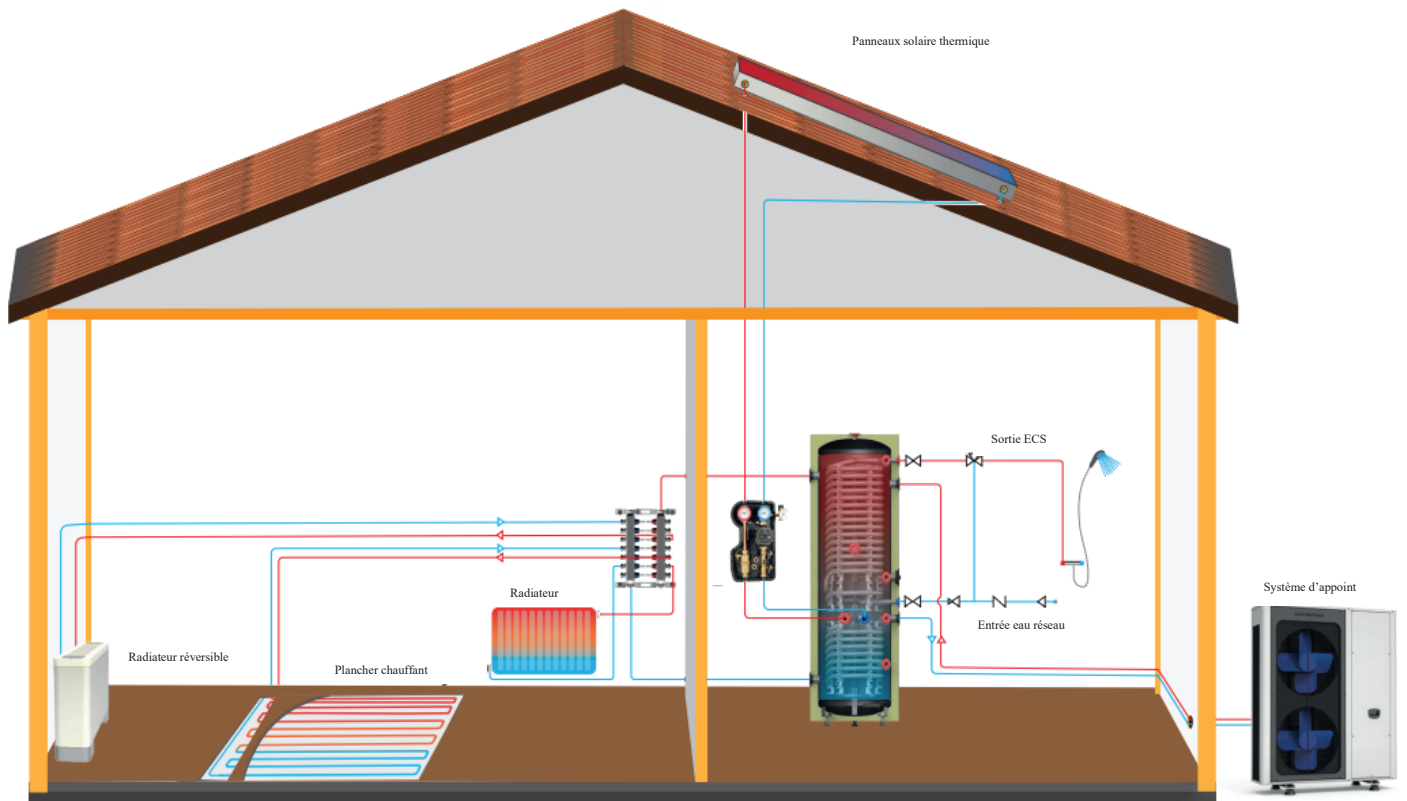 Panneaux solaire thermique
Sortie ECS
Système d'appoint
Radiateur
Entrée eau réseau
Radiateur réversible
Plancher chauffant